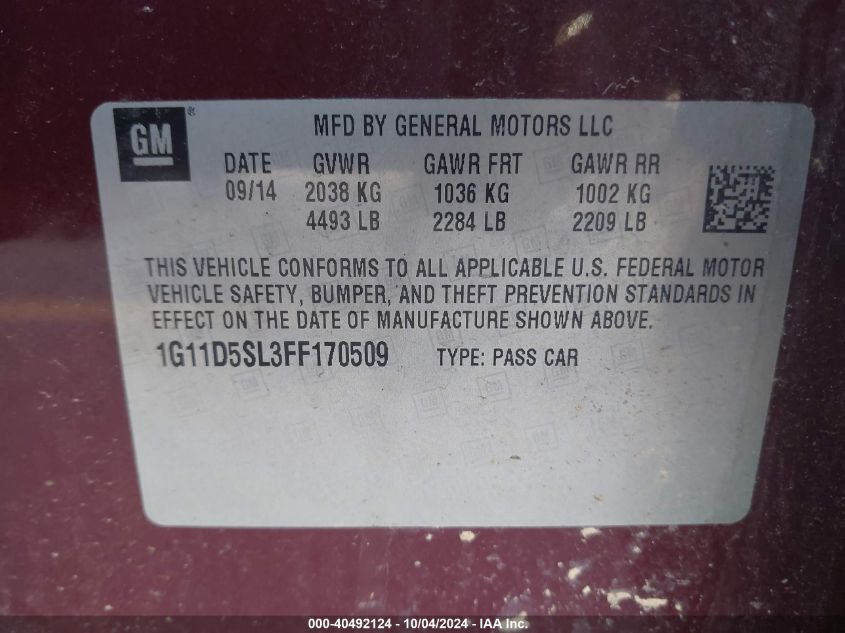 GM ®
MFD BY GENERAL MOTORS LLC
DATE GVWR GAWR FRT GAWR RR
09/14 2038 KG 1036 KG 1002 KG
4493 LB 2284 LB 2209 LB
THIS VEHICLE CONFORMS TO ALL APPLICABLE U.S. FEDERAL MOTOR
VEHICLE SAFETY, BUMPER, AND THEFT PREVENTION STANDARDS IN
EFFECT ON THE DATE OF MANUFACTURE SHOWN ABOVE.
1G11D5SL3FF170509 TYPE: PASS CAR
000-40492124 - 10/04/2024 - IAA Inc.